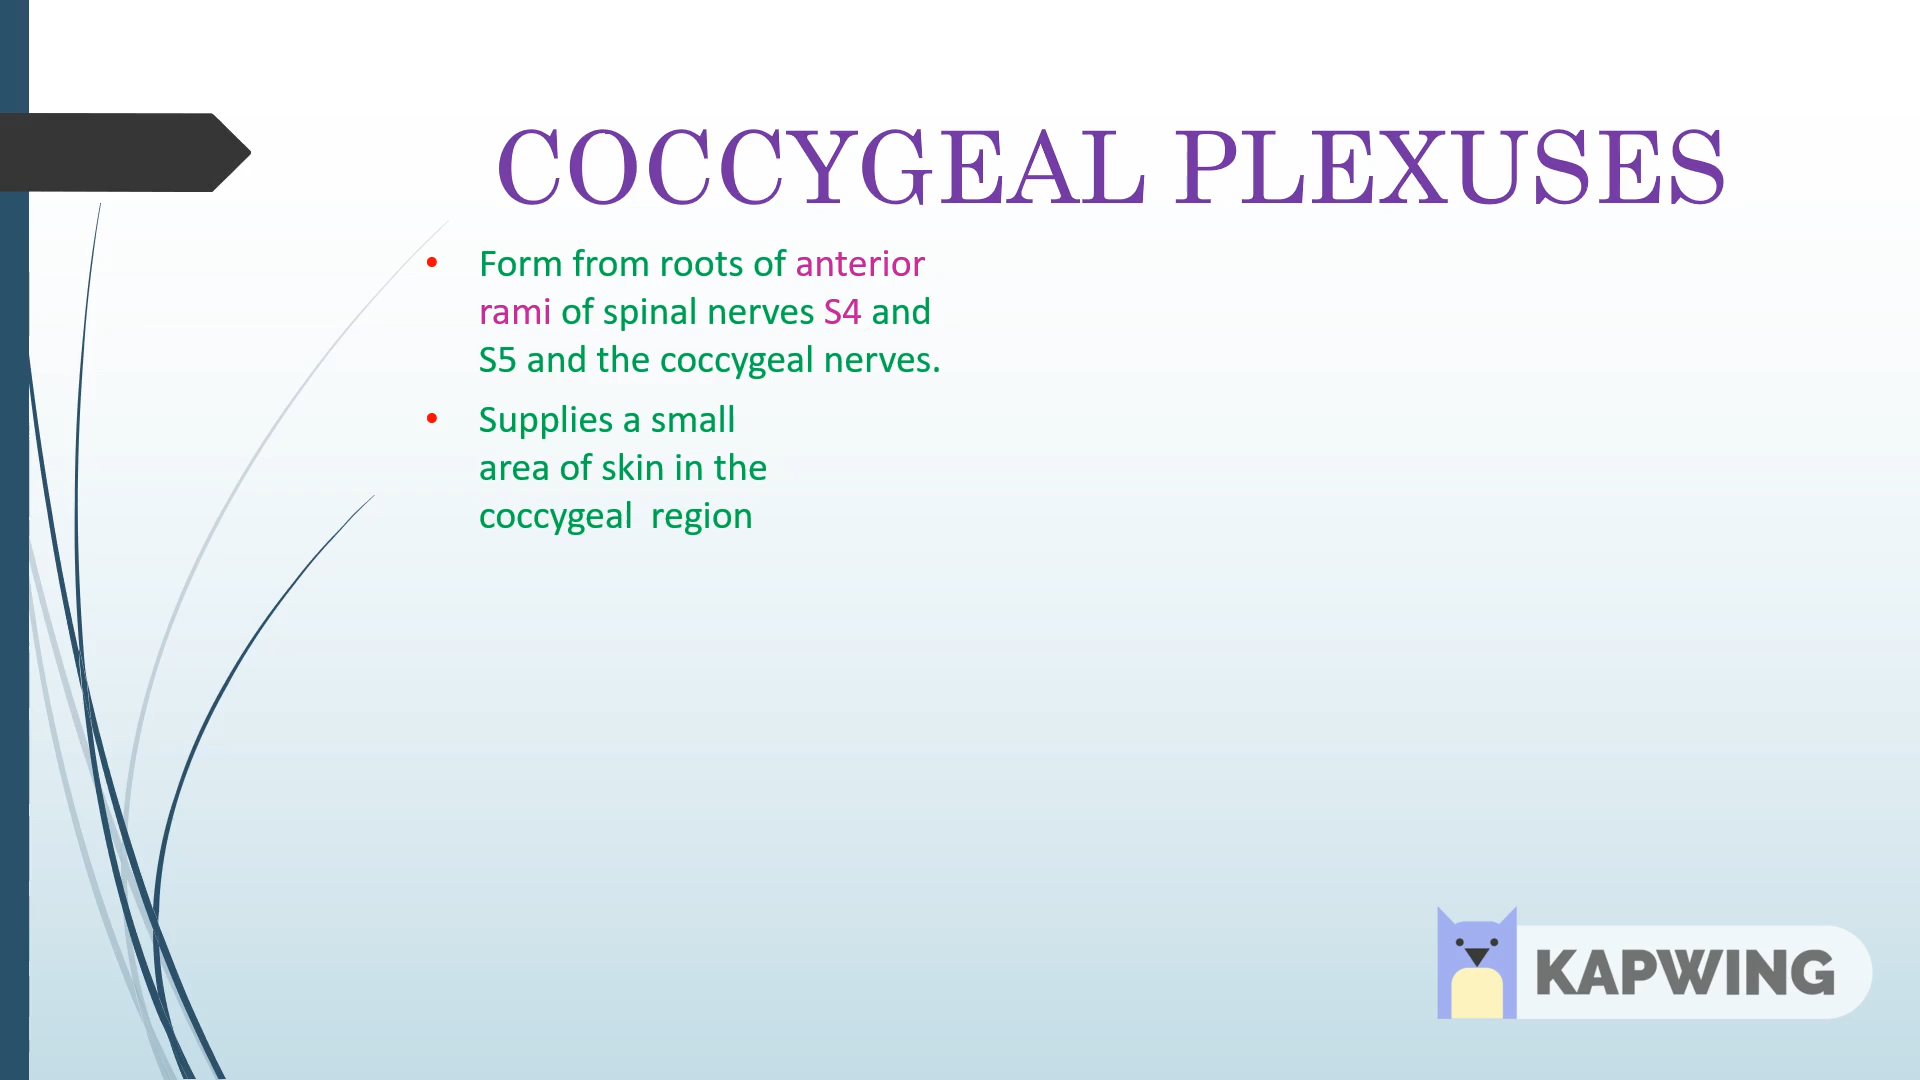 COCCYGEAL PLEXUSES
• Form from roots of anterior
rami of spinal nerves S4 and
S5 and the coccygeal nerves.
• Supplies a small
area of skin in the
coccygeal  region
KAPWING